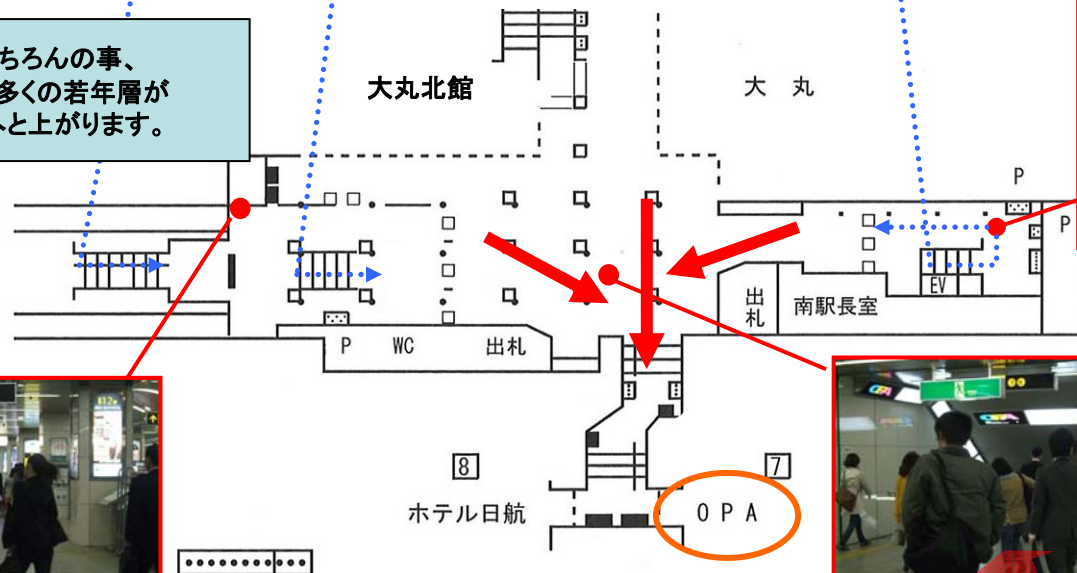 ちろんの事、
多くの若年層が
へと上がります。
大丸北館
大 丸
P
P
EV
出札
南駅長室
P
WC
出札
8
7
ホテル日航
OPA
OPA
OPA